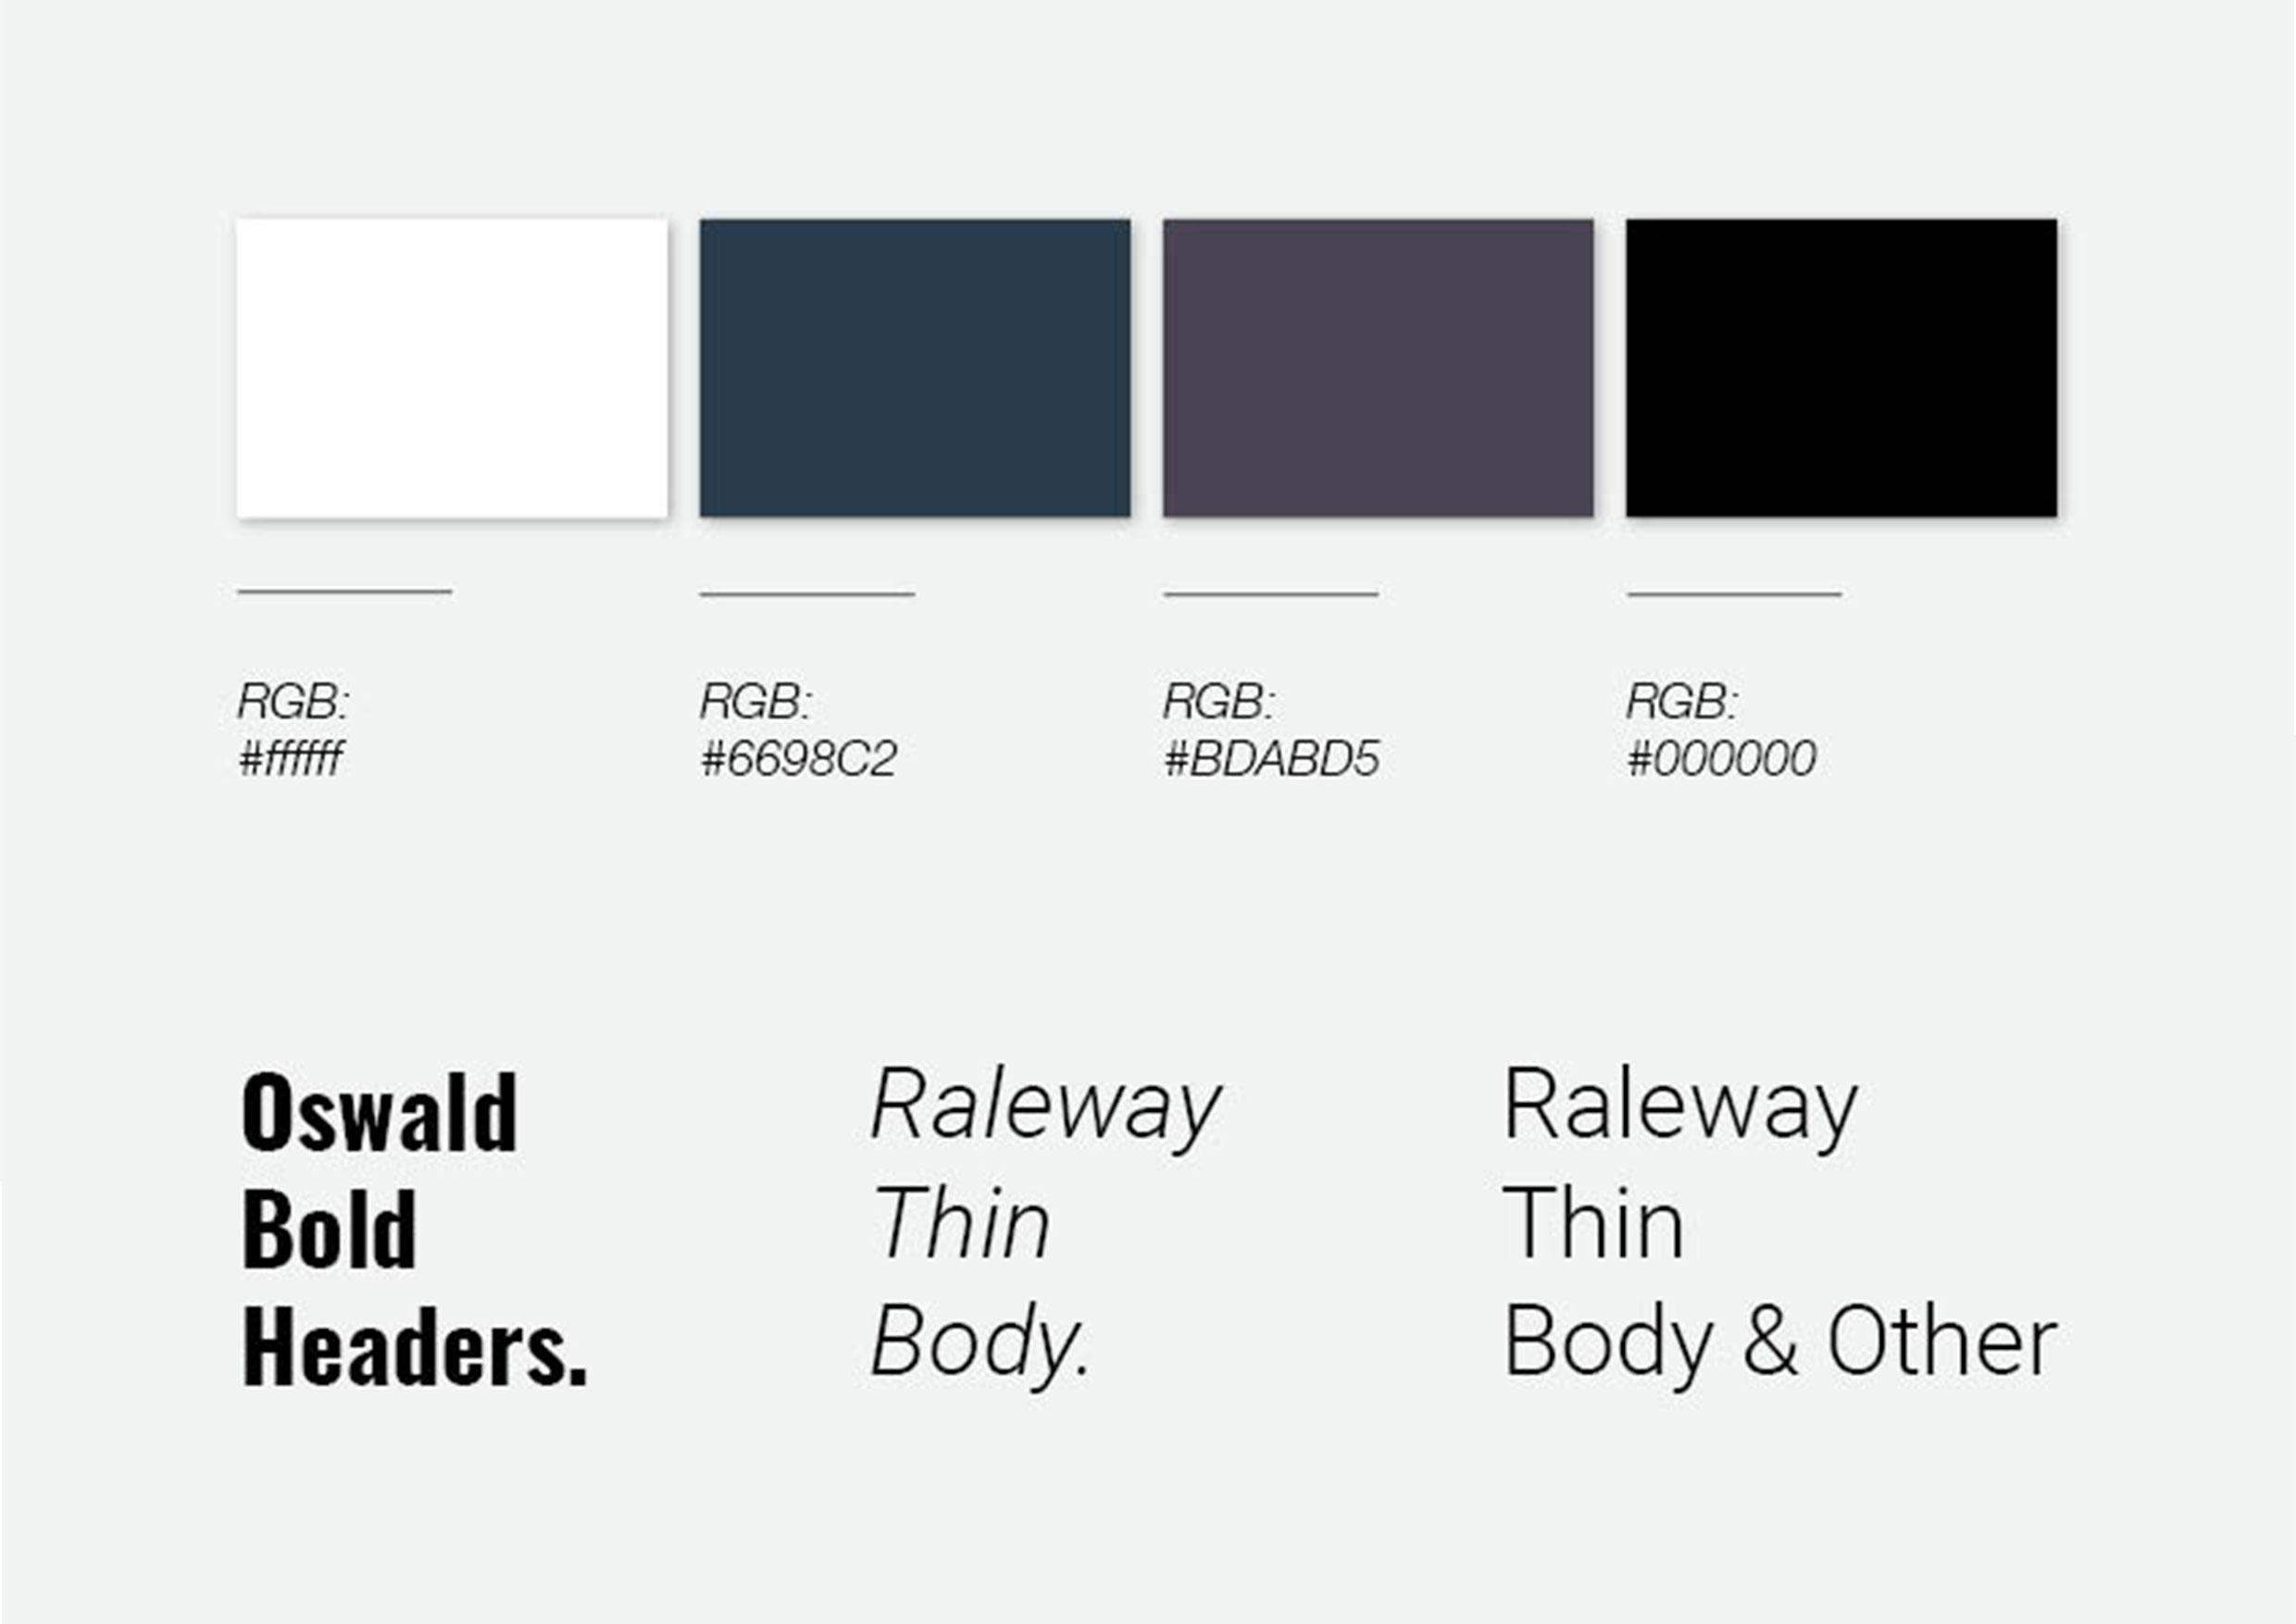 RGB:
#ffffff
RGB:
#6698C2
RGB:
#BDABD5
RGB:
#000000
Oswald
Bold
Headers.
Raleway
Thin
Body.
Raleway
Thin
Body & Other